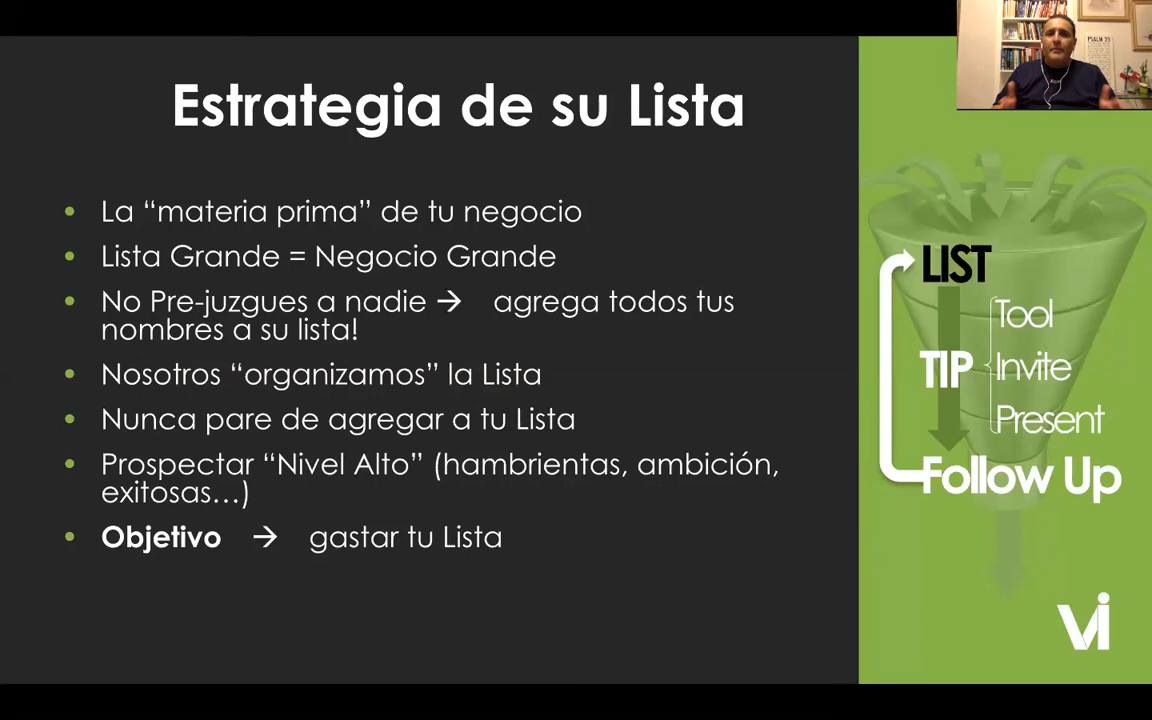 Estrategia de su Lista
La “materia prima” de tu negocio
Lista Grande = Negocio Grande
No Pre-juzgues a nadie → agrega todos tus
nombres a su lista!
Nosotros “organizamos” la Lista
Nunca pare de agregar a tu Lista
Prospectar “Nivel Alto” (hambrientas, ambición,
exitosas…)
Objetivo → gastar tu Lista
LIST
Tool
TIP
Invite
Present
Follow Up
vi
PSALM 23